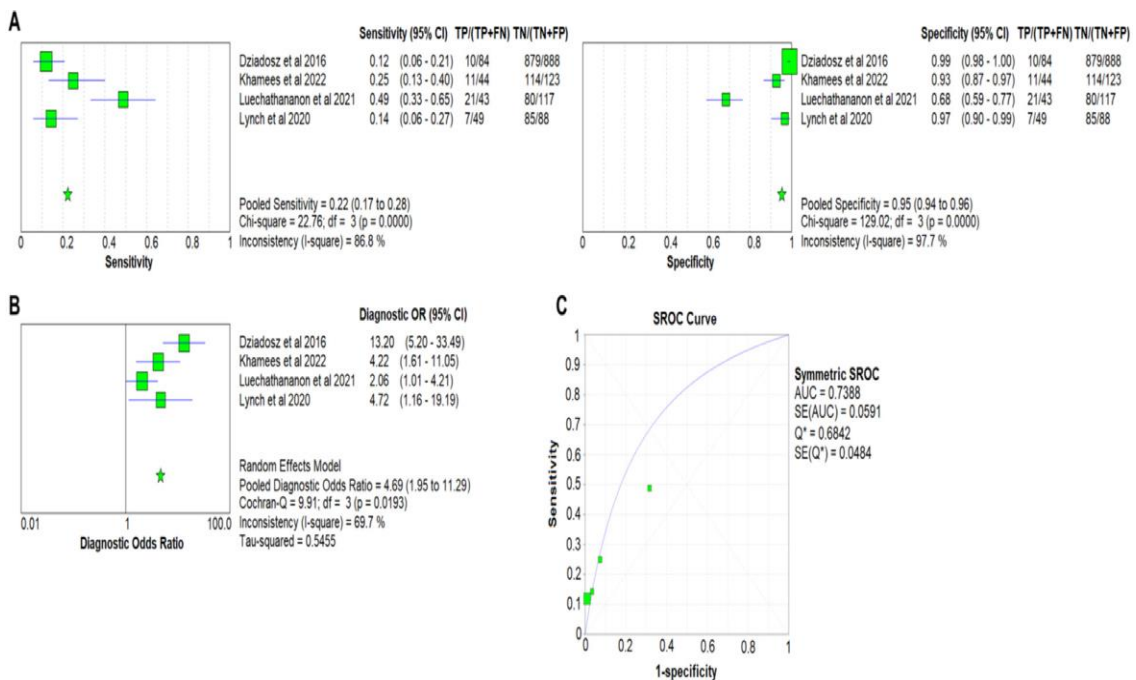 A
Sensitivity (95% CI) TP/(TP+FN) TN/(TN+FP)
Dziadosz et al 2016 0.12 (0.06 - 0.21) 10/84 879/888
Khamees et al 2022 0.25 (0.13 - 0.40) 11/44 114/123
Luechathananon et al 2021 0.49 (0.33 - 0.65) 21/43 80/117
Lynch et al 2020 0.14 (0.06 - 0.27) 7/49 85/88
Pooled Sensitivity = 0.22 (0.17 to 0.28)
Chi-square = 22.76; df = 3 (p = 0.0000)
Inconsistency (I-square) = 86.8 %
0 0.2 0.4 0.6 0.8 1
Sensitivity
Specificity (95% CI) TP/(TP+FN) TN/(TN+FP)
Dziadosz et al 2016 0.99 (0.98 - 1.00) 10/84 879/888
Khamees et al 2022 0.93 (0.87 - 0.97) 11/44 114/123
Luechathananon et al 2021 0.68 (0.59 - 0.77) 21/43 80/117
Lynch et al 2020 0.97 (0.90 - 0.99) 7/49 85/88
Pooled Specificity = 0.95 (0.94 to 0.96)
Chi-square = 129.02; df = 3 (p = 0.0000)
Inconsistency (I-square) = 97.7 %
0 0.2 0.4 0.6 0.8 1
Specificity
B
Diagnostic OR (95% CI)
Dziadosz et al 2016 13.20 (5.20 - 33.49)
Khamees et al 2022 4.22 (1.61 - 11.05)
Luechathananon et al 2021 2.06 (1.01 - 4.21)
Lynch et al 2020 4.72 (1.16 - 19.19)
Random Effects Model
Pooled Diagnostic Odds Ratio = 4.69 (1.95 to 11.29)
Cochran-Q = 9.91; df = 3 (p = 0.0193)
Inconsistency (I-square) = 69.7 %
Tau-squared = 0.5455
0.01 1 100.0
Diagnostic Odds Ratio
C
SROC Curve
Sensitivity
1
0.9
0.8
0.7
0.6
0.5
0.4
0.3
0.2
0.1
0
0 0.2 0.4 0.6 0.8 1
1-specificity
Symmetric SROC
AUC = 0.7388
SE(AUC) = 0.0591
Q* = 0.6842
SE(Q*) = 0.0484